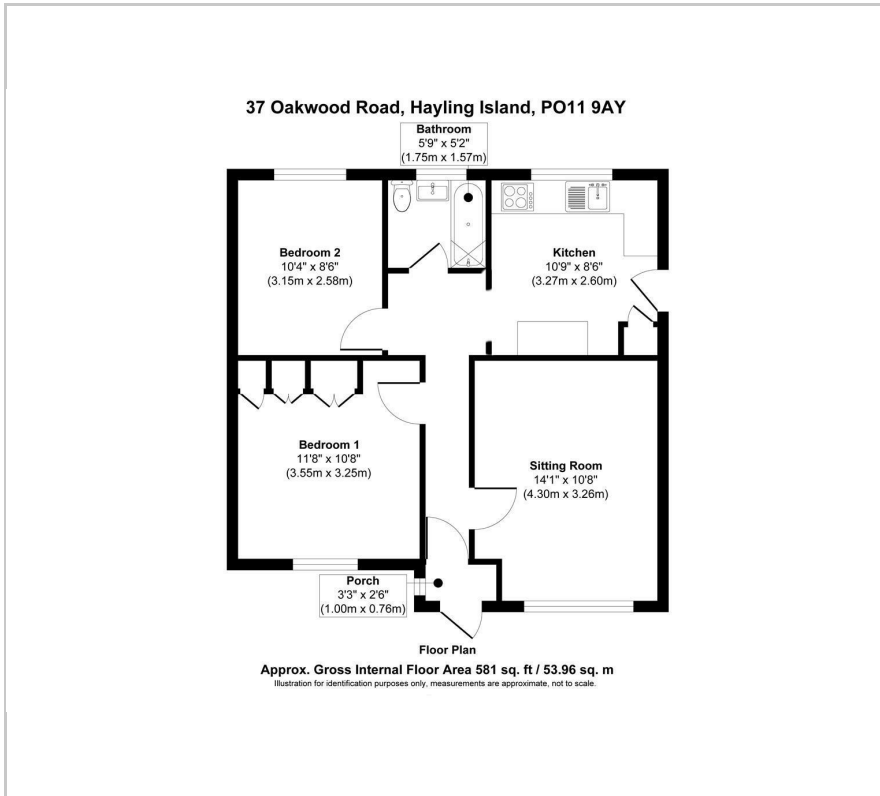 37 Oakwood Road, Hayling Island, PO11 9AY
Bathroom
5'9" x 5'2"
(1.75m x 1.57m)
Bedroom 2
10'4" x 8'6"
(3.15m x 2.58m)
Kitchen
10'9" x 8'6"
(3.27m x 2.60m)
Bedroom 1
11'8" x 10'8"
(3.55m x 3.25m)
Sitting Room
14'1" x 10'8"
(4.30m x 3.26m)
Porch
3'3" x 2'6"
(1.00m x 0.76m)
Floor Plan
Approx. Gross Internal Floor Area 581 sq. ft / 53.96 sq. m
Illustration for identification purposes only, measurements are approximate, not to scale.